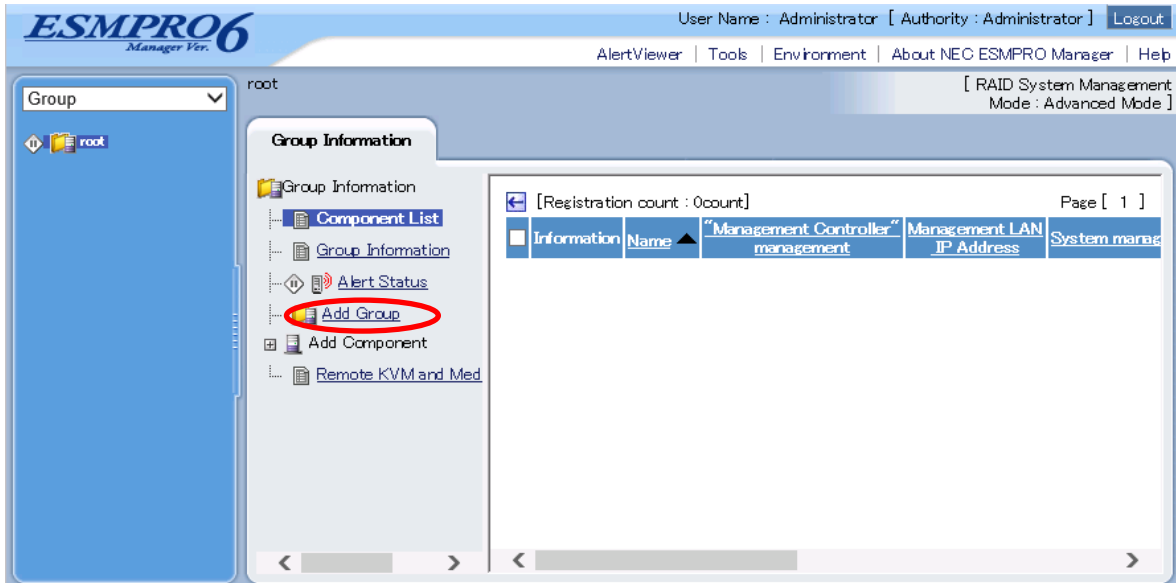 ESMPRO6
Manager Ver.
User Name : Administrator [ Authority : Administrator ] Logout
AlertViewer | Tools | Environment | About NEC ESMPRO Manager | Help
Group
root
root
[ RAID System Management
Mode : Advanced Mode ]
Group Information
Group Information
Component List
Group Information
Alert Status
Add Group
Add Component
Remote KVM and Med
[Registration count : 0count]
Page [ 1 ]
Information Name ▲ "Management Controller" management Management LAN IP Address System manag